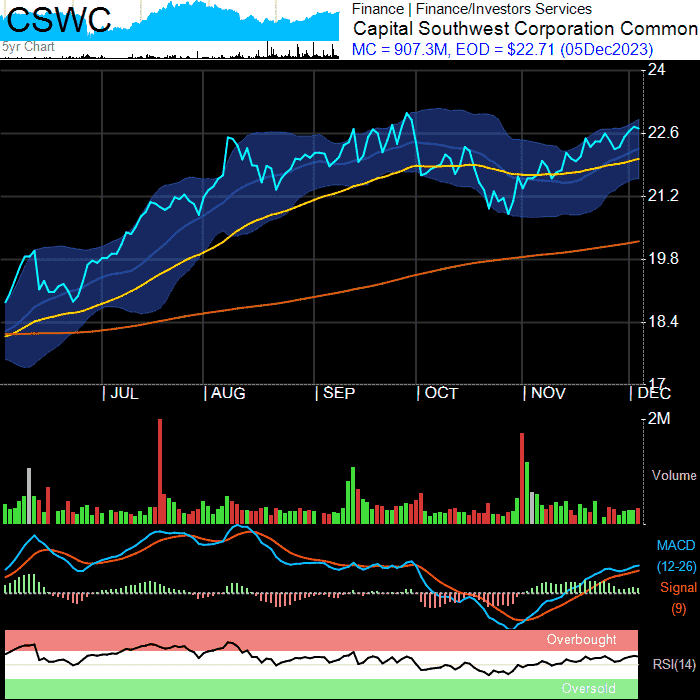 CSWC
5yr Chart
Finance | Finance/Investors Services
Capital Southwest Corporation Common
MC = 907.3M, EOD = $22.71 (05Dec2023)
24
22.6
21.2
19.8
18.4
17
| JUL | AUG | SEP | OCT | NOV | DEC
2M
Volume
MACD
(12-26)
Signal
(9)
Overbought
RSI(14)
Oversold